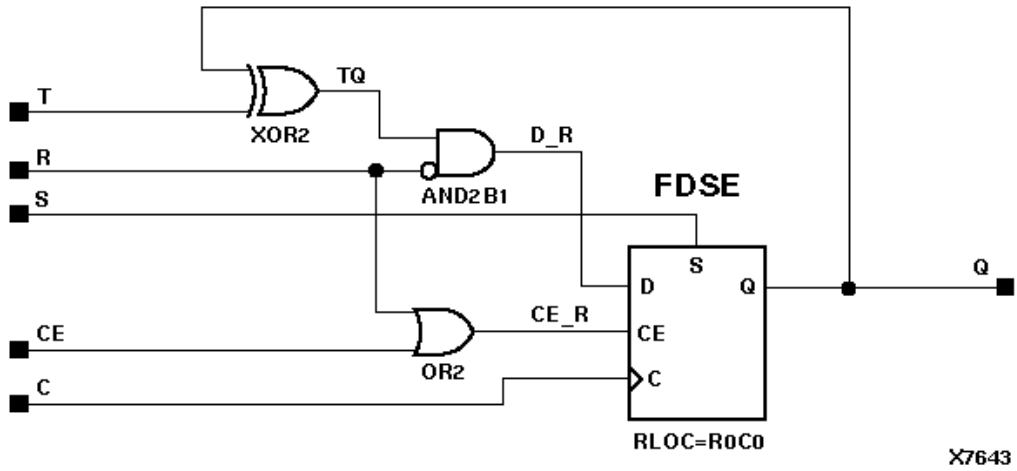 T
TQ
XOR2
R
D_R
AND2B1
S
FDSE
S
D
Q
Q
CE
CE_R
CE
OR2
C
C
RLOC=R0C0
X7643